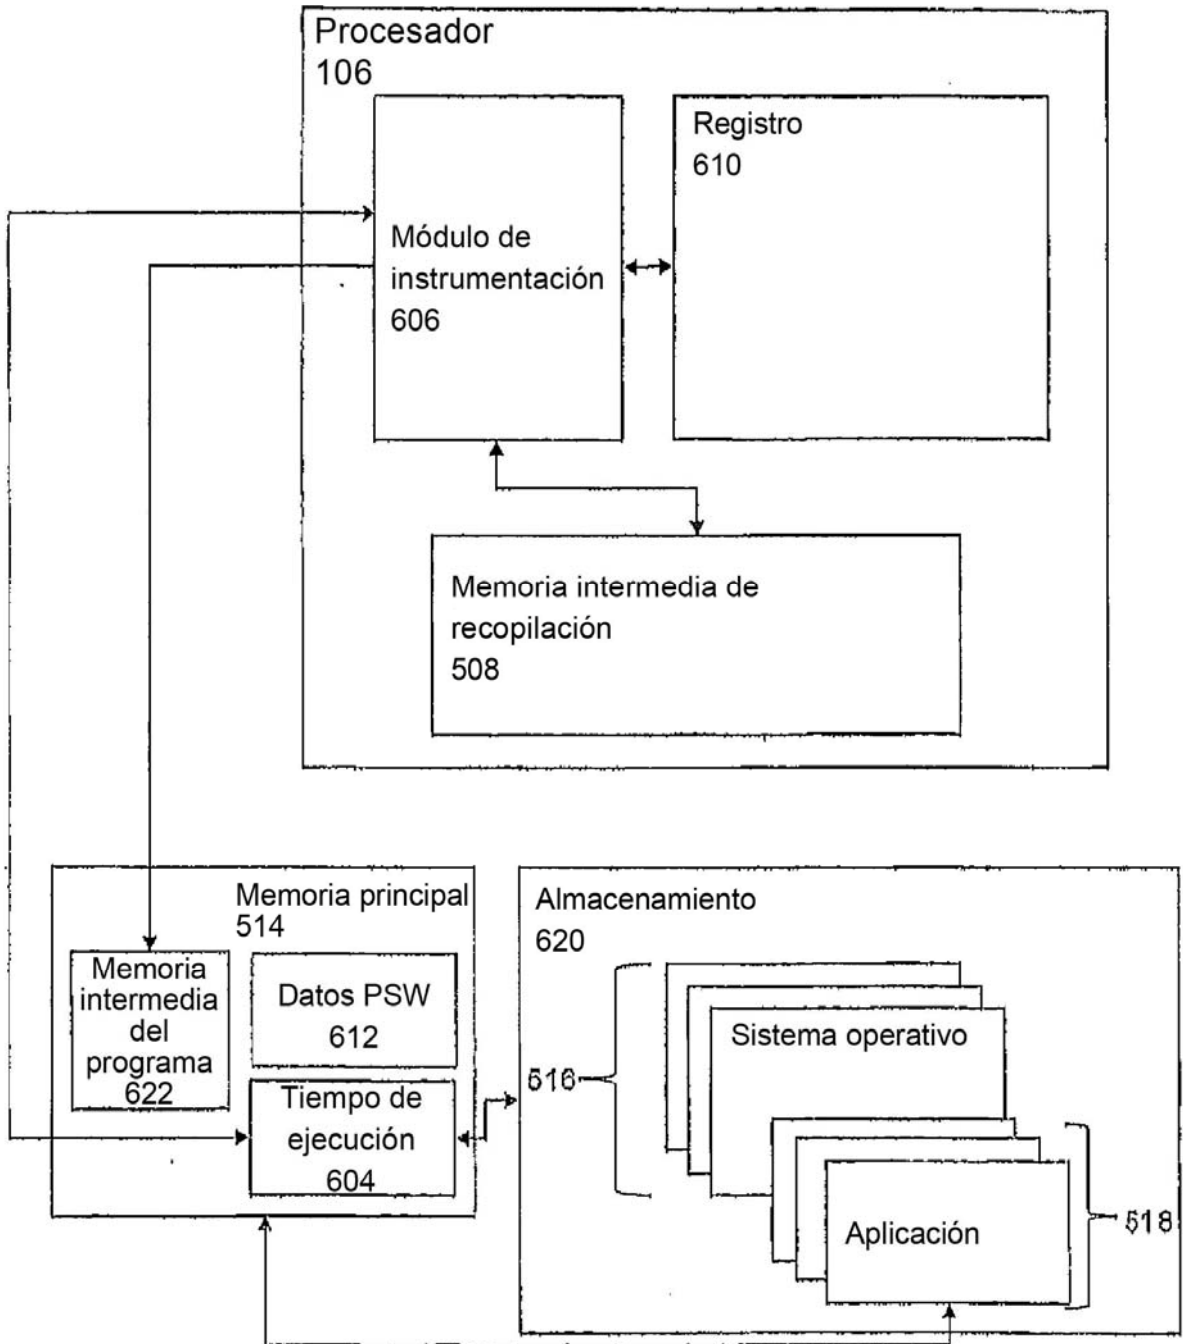 Procesador
106
Registro
610
Módulo de
instrumentación
606
Memoria intermedia de
recopilación
508
Memoria principal
514
Memoria
intermedia
del
programa
622
Datos PSW
612
Tiempo de
ejecución
604
Almacenamiento
620
Sistema operativo
516
Aplicación
518